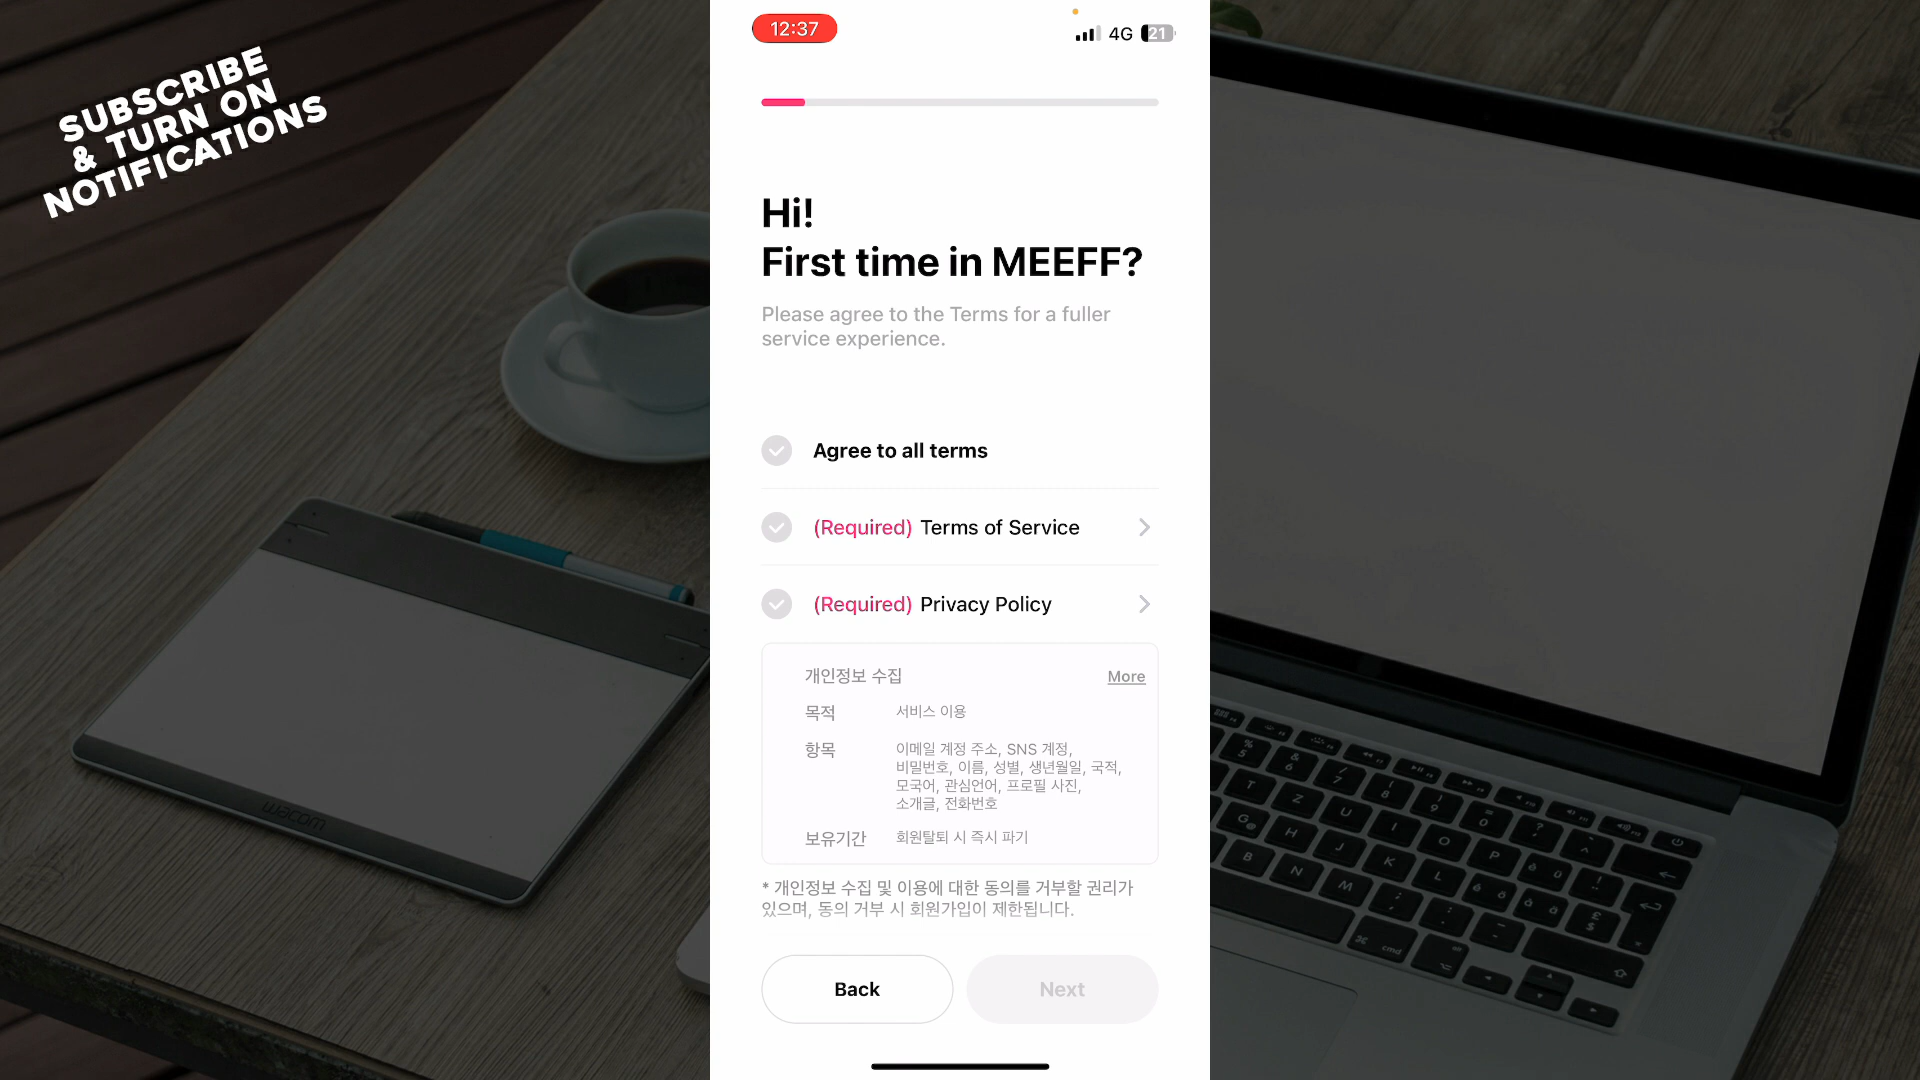 SUBSCRIBE
& TURN ON
NOTIFICATIONS
12:37
4G 21
Hi!
First time in MEEFF?
Please agree to the Terms for a fuller
service experience.
Agree to all terms
(Required) Terms of Service
(Required) Privacy Policy
개인정보 수집 More
목적 서비스 이용
항목 이메일 계정 주소, SNS 계정,
비밀번호, 이름, 성별, 생년월일, 국적,
모국어, 관심언어, 프로필 사진,
소개글, 전화번호
보유기간 회원탈퇴 시 즉시 파기
* 개인정보 수집 및 이용에 대한 동의를 거부할 권리가
있으며, 동의 거부 시 회원가입이 제한됩니다.
Back Next
wacom